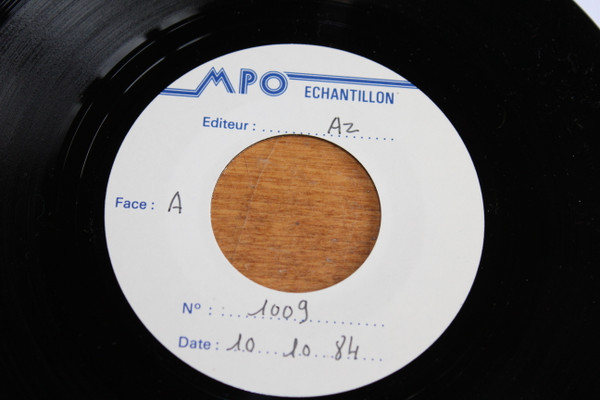 MPO
ECHANTILLON
Editeur : Az
Face : A
N° : 1009
Date : 10 10 84